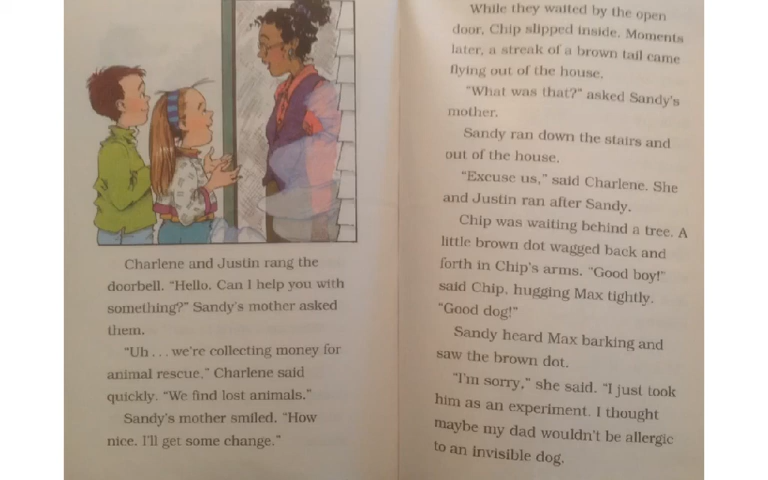 Charlene and Justin rang the
doorbell. "Hello. Can I help you with
something?" Sandy's mother asked
them.
"Uh . . . we're collecting money for
animal rescue," Charlene said
quickly. "We find lost animals."
Sandy's mother smiled. "How
nice. I'll get some change."
While they waited by the open
door, Chip slipped inside. Moments
later, a streak of a brown tail came
flying out of the house.
"What was that?" asked Sandy's
mother.
Sandy ran down the stairs and
out of the house.
"Excuse us," said Charlene. She
and Justin ran after Sandy.
Chip was waiting behind a tree. A
little brown dot wagged back and
forth in Chip's arms. "Good boy!"
said Chip, hugging Max tightly.
"Good dog!"
Sandy heard Max barking and
saw the brown dot.
"I'm sorry," she said. "I just took
him as an experiment. I thought
maybe my dad wouldn't be allergic
to an invisible dog.